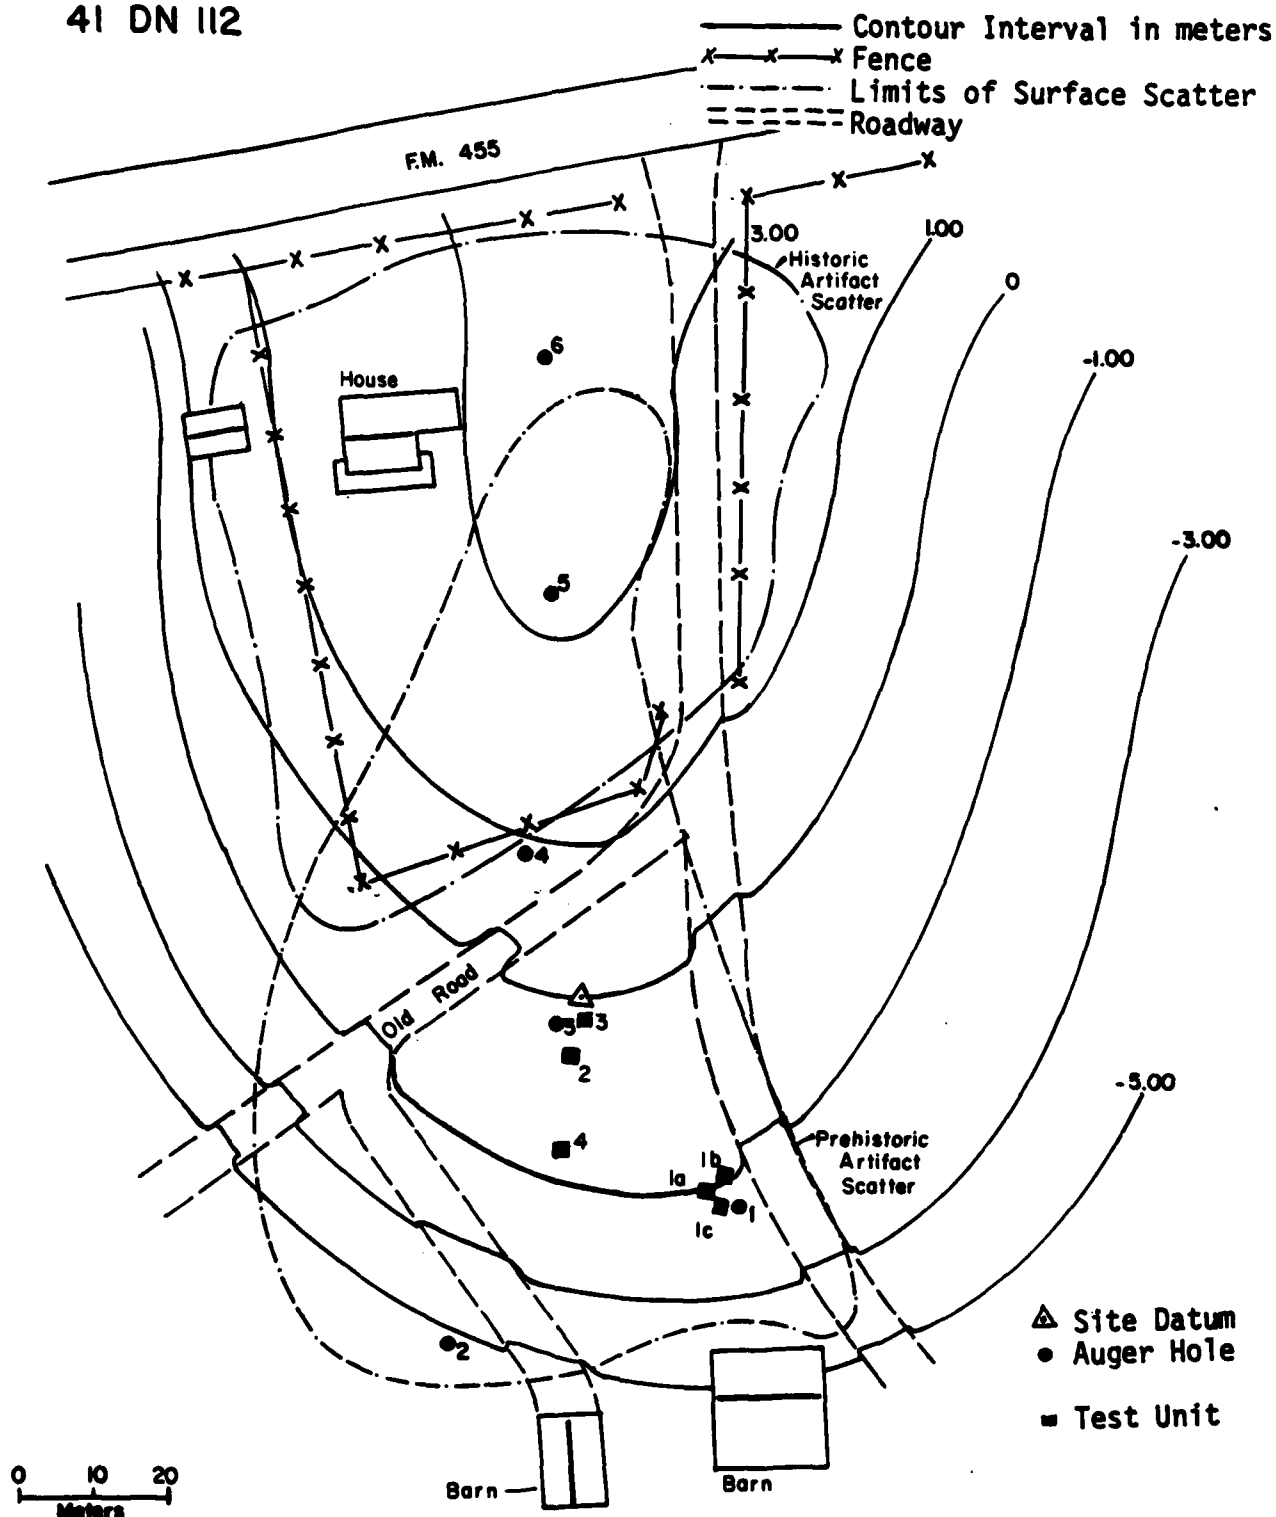 41 DN 112
Contour Interval in meters
Fence
Limits of Surface Scatter
Roadway
F.M. 455
3.00
1.00
Historic
Artifact
Scatter
0
-1.00
6
House
-3.00
5
4
Old Road
3
3
2
-5.00
4
Prehistoric
Artifact
Scatter
1b
1a
1
1c
Site Datum
2
Auger Hole
Test Unit
0 10 20
Meters
Barn
Barn